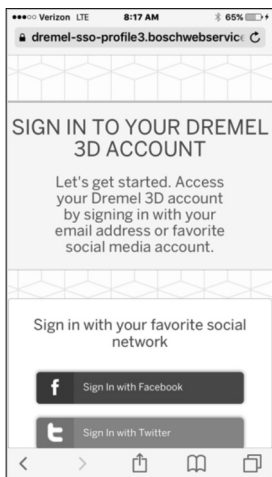 Verizon LTE 8:17 AM 65%
dremel-sso-profile3.boschwebservic
SIGN IN TO YOUR DREMEL
3D ACCOUNT
Let's get started. Access
your Dremel 3D account
by signing in with your
email address or favorite
social media account.
Sign in with your favorite social
network
f Sign In with Facebook
t Sign In with Twitter